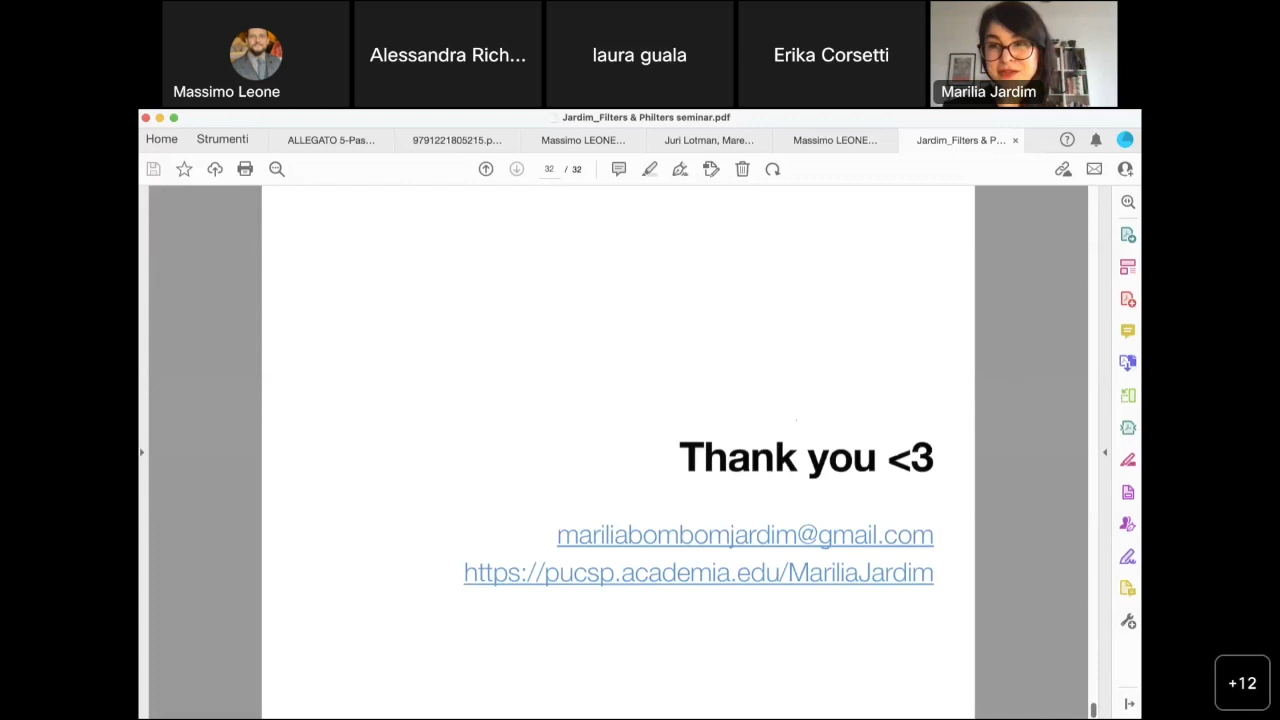 Massimo Leone
Alessandra Rich...
laura guala
Erika Corsetti
Marilia Jardim
Jardim_Filters & Philters seminar.pdf
Home
Strumenti
ALLEGATO 5-Pas...
9791221805215.p...
Massimo LEONE...
Juri Lotman, Mare...
Massimo LEONE...
Jardim_Filters & P... ×
32 / 32
Thank you <3
mariliabombomjardim@gmail.com
https://pucsp.academia.edu/MariliaJardim
+12